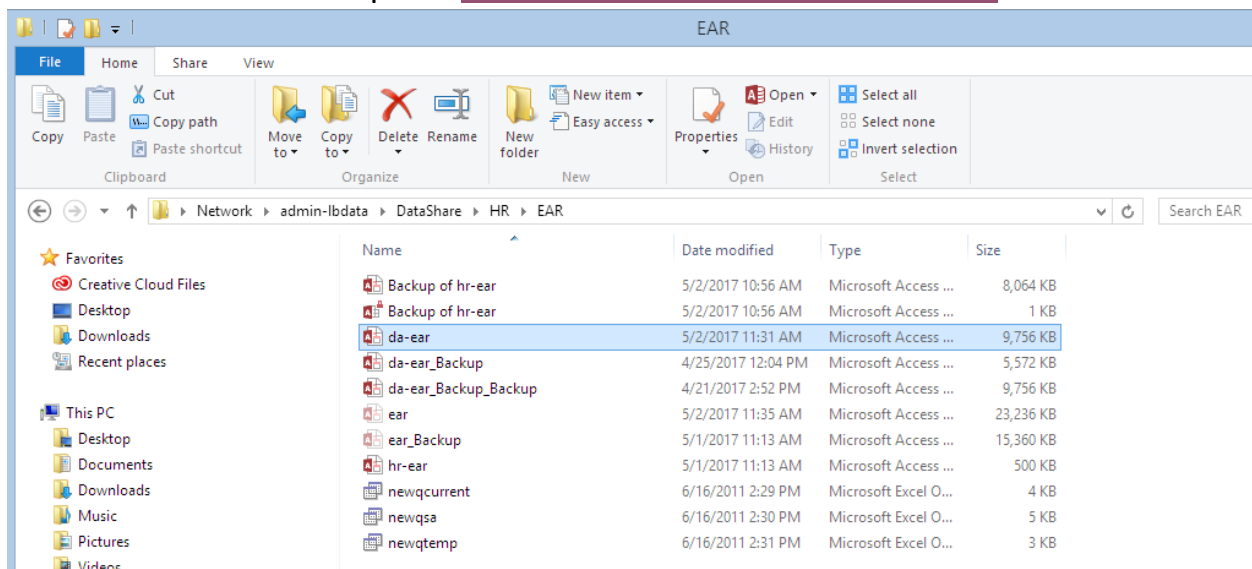 EAR
File Home Share View
Cut
Copy path
Paste shortcut
Copy Paste
Move to
Copy to
Delete Rename
New folder
New item
Easy access
Properties
Open
Edit
History
Select all
Select none
Invert selection
Clipboard Organize New Open Select
Network admin-lbdata DataShare HR EAR Search EAR
Name Date modified Type Size
Favorites
Creative Cloud Files
Desktop
Downloads
Recent places
This PC
Desktop
Documents
Downloads
Music
Pictures
Videos
Backup of hr-ear 5/2/2017 10:56 AM Microsoft Access ... 8,064 KB
Backup of hr-ear 5/2/2017 10:56 AM Microsoft Access ... 1 KB
da-ear 5/2/2017 11:31 AM Microsoft Access ... 9,756 KB
da-ear_Backup 4/25/2017 12:04 PM Microsoft Access ... 5,572 KB
da-ear_Backup_Backup 4/21/2017 2:52 PM Microsoft Access ... 9,756 KB
ear 5/2/2017 11:35 AM Microsoft Access ... 23,236 KB
ear_Backup 5/1/2017 11:13 AM Microsoft Access ... 15,360 KB
hr-ear 5/1/2017 11:13 AM Microsoft Access ... 500 KB
newqcurrent 6/16/2011 2:29 PM Microsoft Excel O... 4 KB
newqsa 6/16/2011 2:30 PM Microsoft Excel O... 5 KB
newqtemp 6/16/2011 2:31 PM Microsoft Excel O... 3 KB